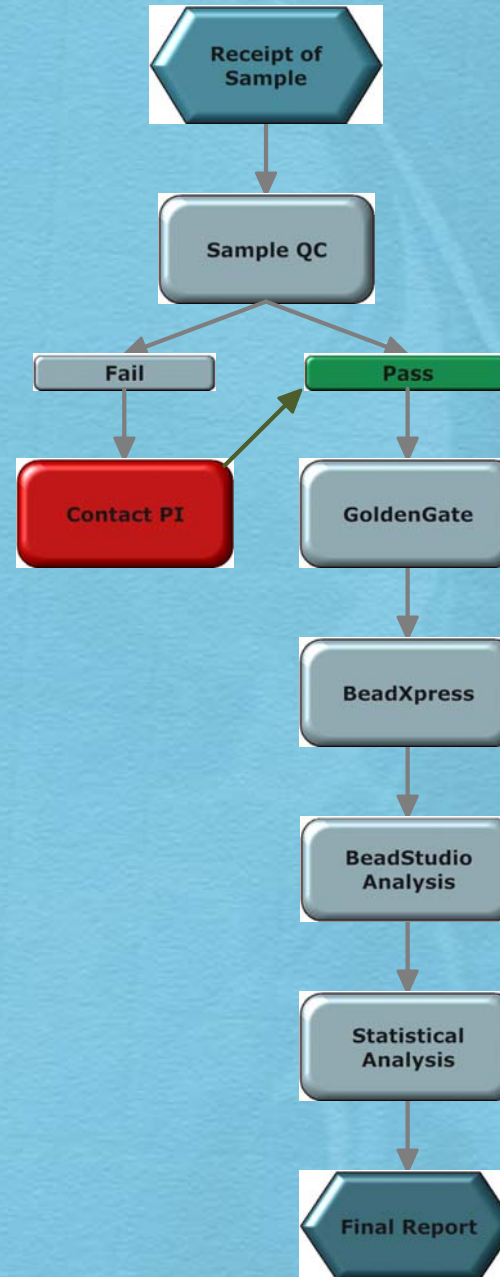 Receipt of
Sample
Sample QC
Fail
Pass
Contact PI
GoldenGate
BeadXpress
BeadStudio
Analysis
Statistical
Analysis
Final Report